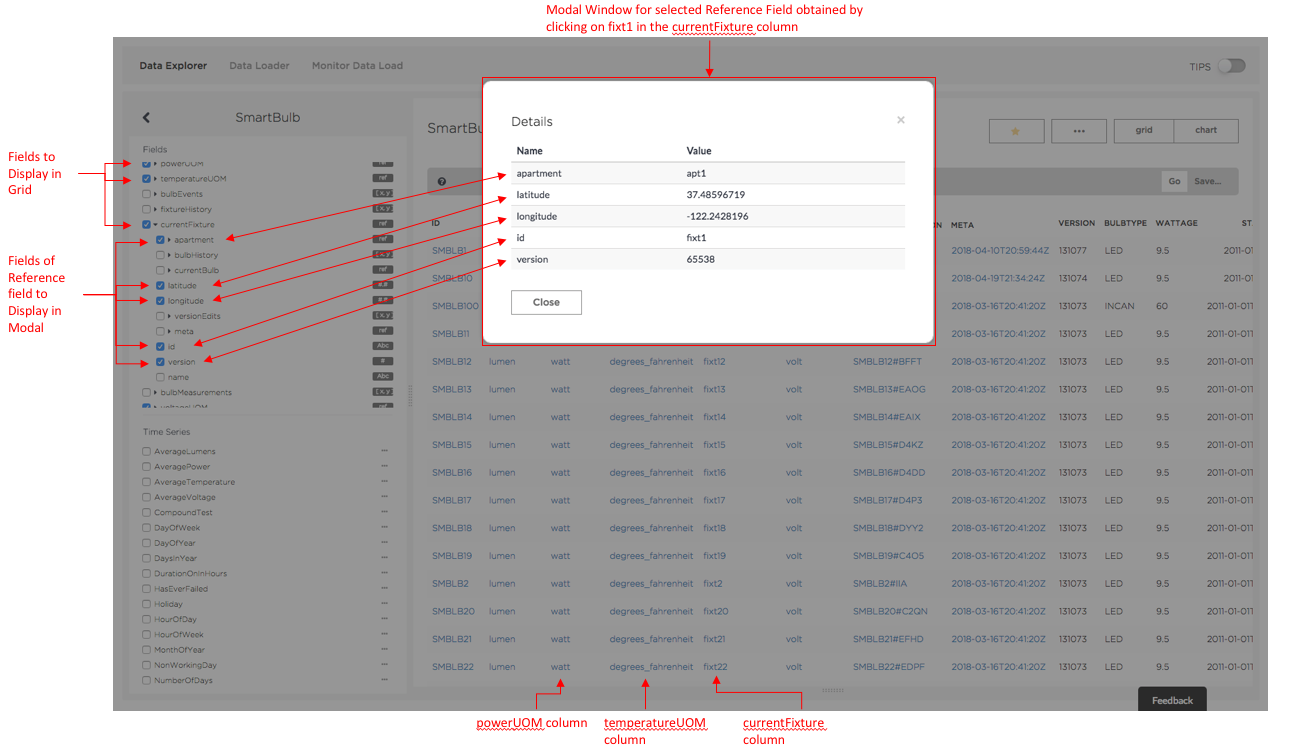 Modal Window for selected Reference Field obtained by
clicking on fixt1 in the currentFixture column
Data Explorer Data Loader Monitor Data Load
TIPS
SmartBulb
Fields
powerUOM
temperatureUOM ref
bulbEvents [x,y]
fixtureHistory [x,y]
currentFixture ref
apartment ref
bulbHistory [x,y]
currentBulb ref
latitude #.#
longitude #.#
versionEdits [x,y]
meta ref
id Abc
version #
name Abc
bulbMeasurements [x,y]
voltageUOM ref
Time Series
AverageLumens
AveragePower
AverageTemperature
AverageVoltage
CompoundTest
DayOfWeek
DayOfYear
DaysInYear
DurationOnInHours
HasEverFailed
Holiday
HourOfDay
HourOfWeek
MonthOfYear
NonWorkingDay
NumberOfDays
Fields to
Display in
Grid
Fields of
Reference
field to
Display in
Modal
SmartBu
grid chart
Go Save...
Details ×
Name Value
apartment apt1
latitude 37.48596719
longitude -122.2428196
id fixt1
version 65538
Close
ID N META VERSION BULBTYPE WATTAGE ST
SMBLB1 2018-04-10T20:59:44Z 131077 LED 9.5 2011-01
SMBLB10 2018-04-19T21:34:24Z 131074 LED 9.5 2011-01
SMBLB100 2018-03-16T20:41:20Z 131073 INCAN 60 2011-01-011
SMBLB11 2018-03-16T20:41:20Z 131073 LED 9.5 2011-01-011
SMBLB12 lumen watt degrees_fahrenheit fixt12 volt SMBLB12#BFFT 2018-03-16T20:41:20Z 131073 LED 9.5 2011-01-011
SMBLB13 lumen watt degrees_fahrenheit fixt13 volt SMBLB13#EAOG 2018-03-16T20:41:20Z 131073 LED 9.5 2011-01-011
SMBLB14 lumen watt degrees_fahrenheit fixt14 volt SMBLB14#EAIX 2018-03-16T20:41:20Z 131073 LED 9.5 2011-01-011
SMBLB15 lumen watt degrees_fahrenheit fixt15 volt SMBLB15#D4KZ 2018-03-16T20:41:20Z 131073 LED 9.5 2011-01-011
SMBLB16 lumen watt degrees_fahrenheit fixt16 volt SMBLB16#D4DD 2018-03-16T20:41:20Z 131073 LED 9.5 2011-01-011
SMBLB17 lumen watt degrees_fahrenheit fixt17 volt SMBLB17#D4P3 2018-03-16T20:41:20Z 131073 LED 9.5 2011-01-011
SMBLB18 lumen watt degrees_fahrenheit fixt18 volt SMBLB18#DYY2 2018-03-16T20:41:20Z 131073 LED 9.5 2011-01-011
SMBLB19 lumen watt degrees_fahrenheit fixt19 volt SMBLB19#C4O5 2018-03-16T20:41:20Z 131073 LED 9.5 2011-01-011
SMBLB2 lumen watt degrees_fahrenheit fixt2 volt SMBLB2#IIA 2018-03-16T20:41:20Z 131073 LED 9.5 2011-01-011
SMBLB20 lumen watt degrees_fahrenheit fixt20 volt SMBLB20#C2QN 2018-03-16T20:41:20Z 131073 LED 9.5 2011-01-011
SMBLB21 lumen watt degrees_fahrenheit fixt21 volt SMBLB21#EFHD 2018-03-16T20:41:20Z 131073 LED 9.5 2011-01-011
SMBLB22 lumen watt degrees_fahrenheit fixt22 volt SMBLB22#EDPF 2018-03-16T20:41:20Z 131073 LED 9.5 2011-01-011
Feedback
powerUOM column
temperatureUOM
column
currentFixture
column